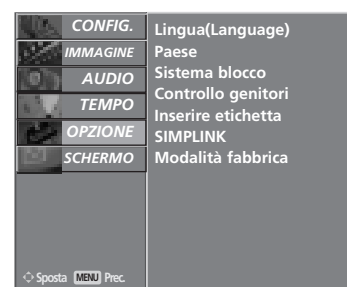 CONFIG.
IMMAGINE
AUDIO
TEMPO
OPZIONE
SCHERMO
Lingua(Language)
Paese
Sistema blocco
Controllo genitori
Inserire etichetta
SIMPLINK
Modalità fabbrica
Sposta MENU Prec.